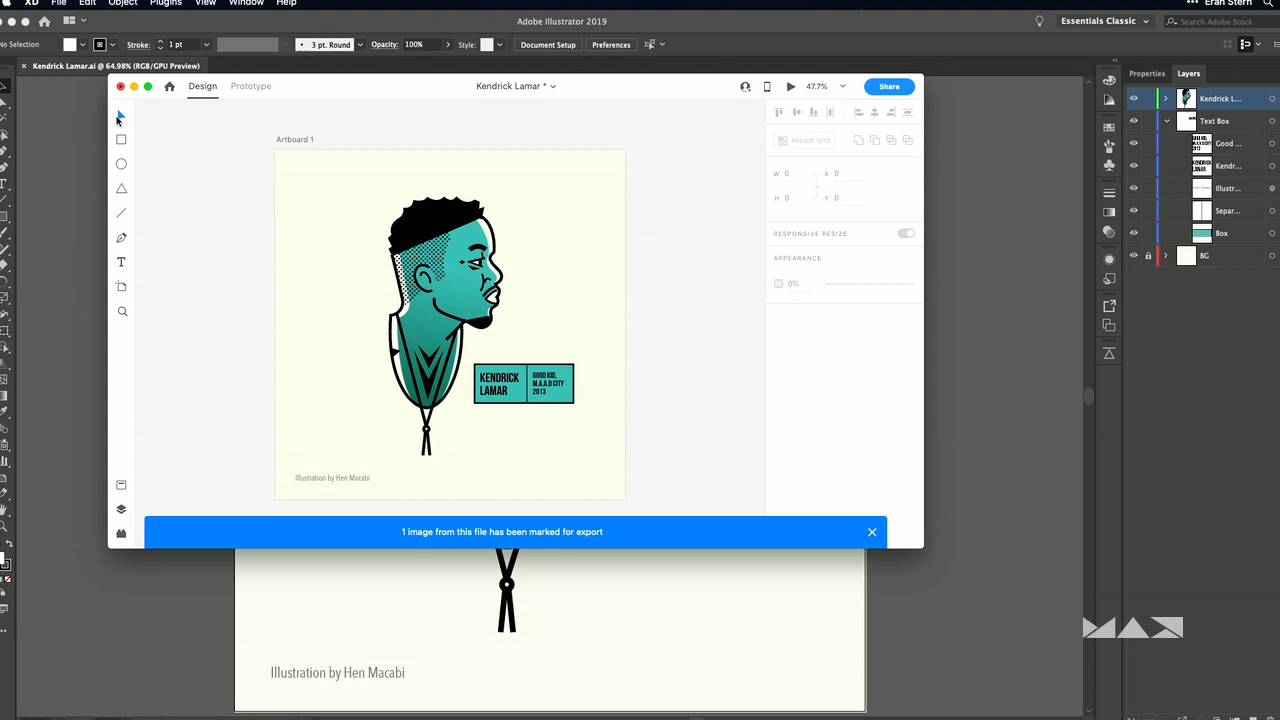 XD File Edit Object Plugins View Window Help
Eran Stern
Adobe Illustrator 2019
Essentials Classic
Search Adobe Stock
No Selection
Stroke:
1 pt
3 pt. Round
Opacity:
100%
Style:
Document Setup
Preferences
Kendrick Lamar.ai @ 64.98% (RGB/GPU Preview)
Design
Prototype
Kendrick Lamar *
47.7%
Share
Artboard 1
KENDRICK
LAMAR
GOOD KID,
M.A.A.D CITY
2013
Illustration by Hen Macabi
Repeat Grid
W 0 X 0
H 0 Y 0
RESPONSIVE RESIZE
APPEARANCE
0%
1 image from this file has been marked for export
Properties
Layers
Kendrick L...
Text Box
Good ...
Kendr...
Illustr...
Separ...
Box
BG
MAX
Illustration by Hen Macabi